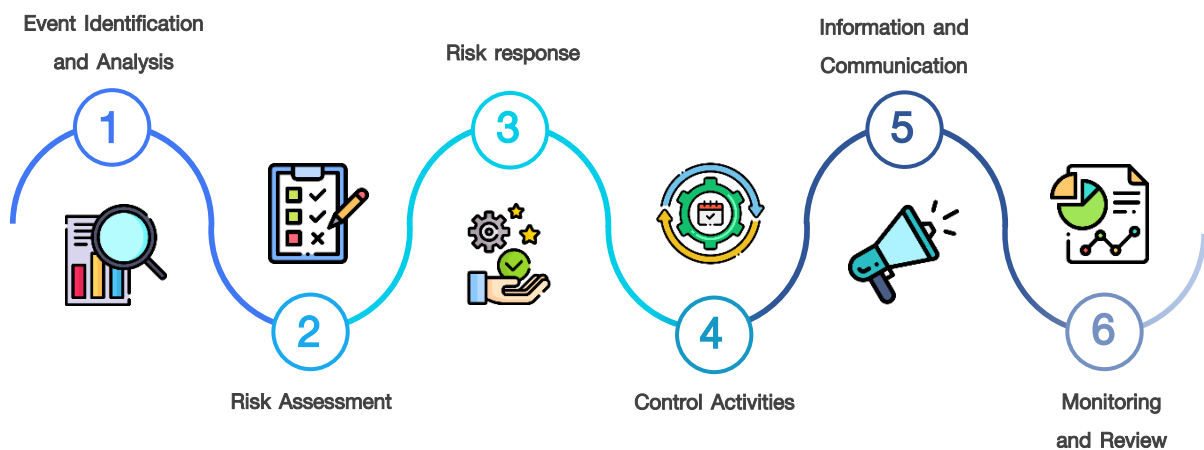 Event Identification
and Analysis
1
2
Risk Assessment
Risk response
3
4
Control Activities
Information and
Communication
5
6
Monitoring
and Review